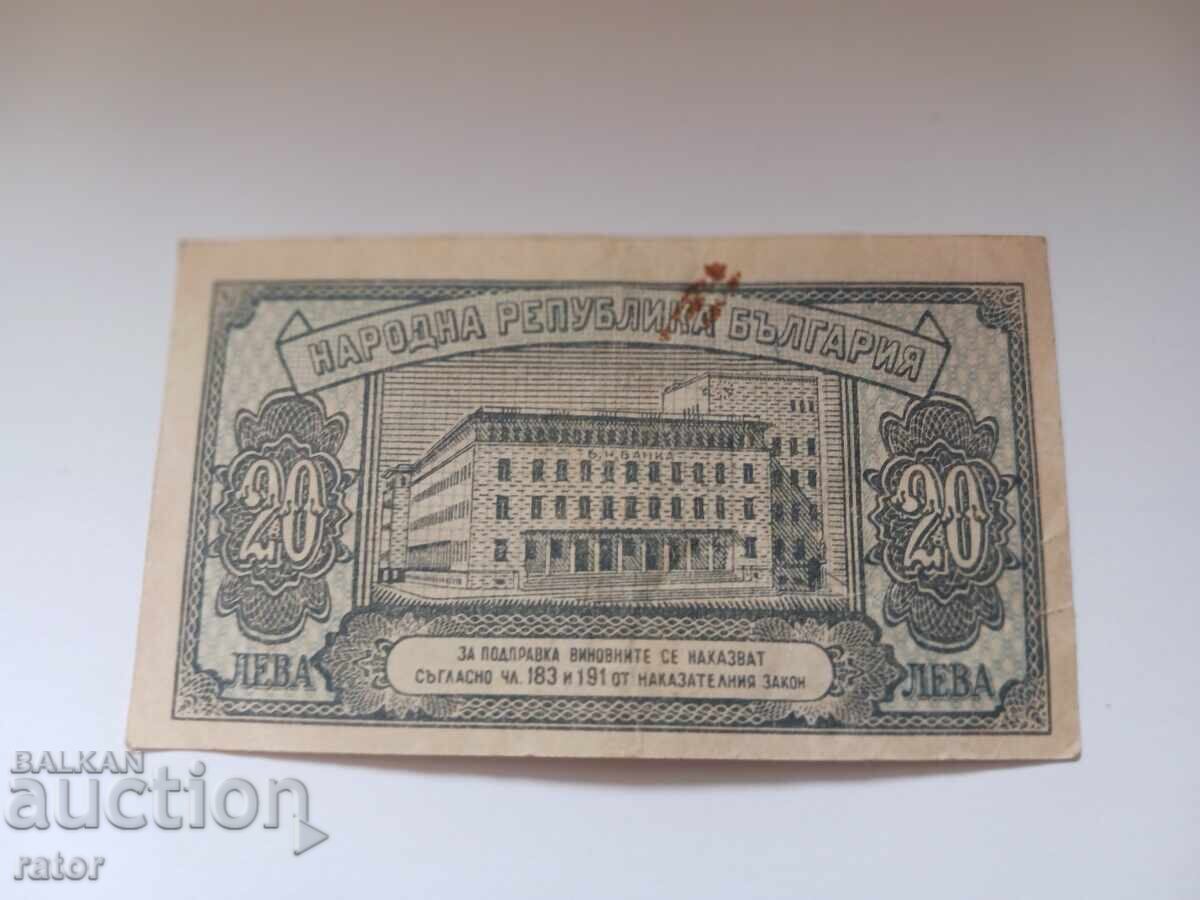 НАРОДНА РЕПУБЛИКА БЪЛГАРИЯ
Б. Н. БАНКА
20
20
ЛЕВА
ЛЕВА
ЗА ПОДПРАВКА ВИНОВНИТЕ СЕ НАКАЗВАТ
СЪГЛАСНО ЧЛ. 183 И 191 ОТ НАКАЗАТЕЛНИЯ ЗАКОН
BALKAN
auction
rator